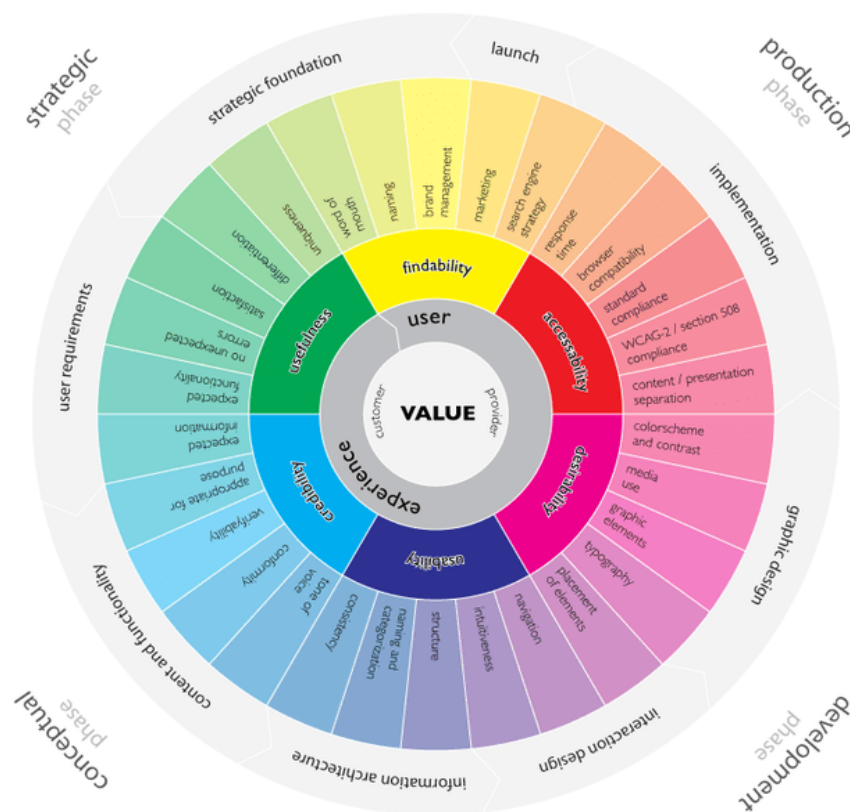 strategic
phase
production
phase
development
phase
conceptual
phase
strategic foundation
launch
implementation
graphic design
interaction design
information architecture
content and functionality
user requirements
findability
accessability
desirability
usability
credibility
usefulness
user
experience
customer
VALUE
provider
naming
brand
management
marketing
search engine
strategy
response
time
browser
compatibility
standard
compliance
WCAG-2 / section 508
compliance
content / presentation
separation
colorscheme
and contrast
media
use
graphic
elements
typography
placement
of elements
navigation
intuitiveness
structure
naming and
categorization
consistency
tone of
voice
conformity
verifyability
appropriate for
purpose
expected
information
expected
functionality
no unexpected
errors
satisfaction
differentiation
uniqueness
word of
mouth